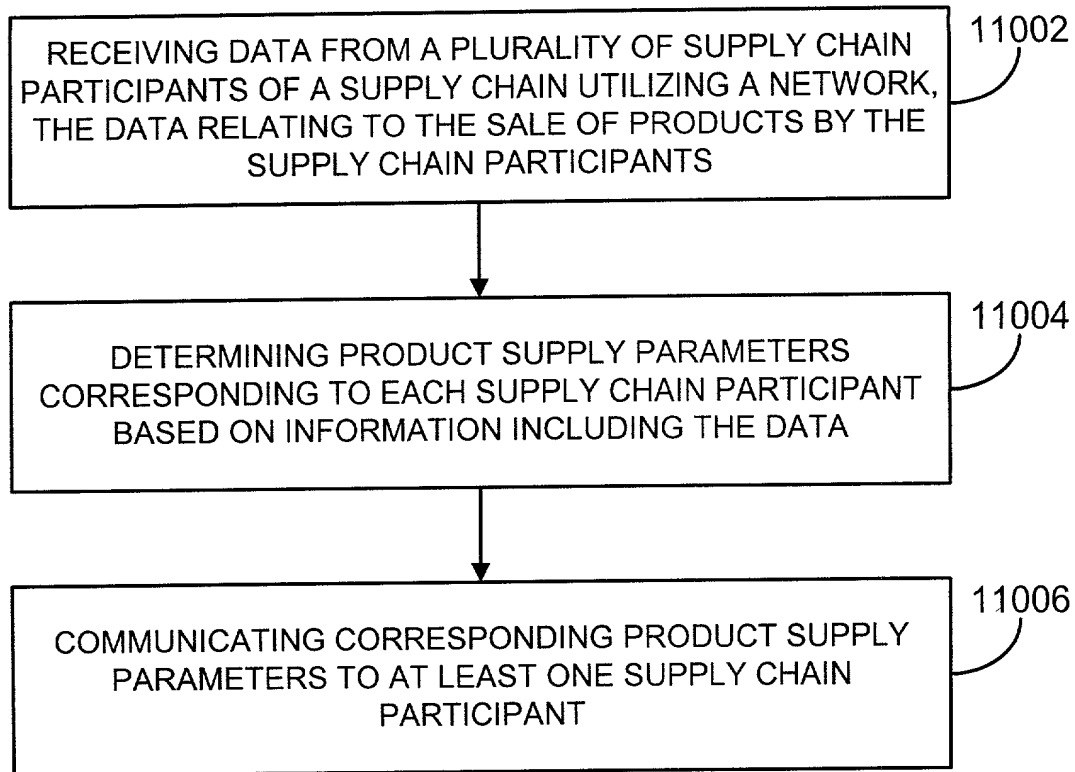 RECEIVING DATA FROM A PLURALITY OF SUPPLY CHAIN
PARTICIPANTS OF A SUPPLY CHAIN UTILIZING A NETWORK,
THE DATA RELATING TO THE SALE OF PRODUCTS BY THE
SUPPLY CHAIN PARTICIPANTS
11002
DETERMINING PRODUCT SUPPLY PARAMETERS
CORRESPONDING TO EACH SUPPLY CHAIN PARTICIPANT
BASED ON INFORMATION INCLUDING THE DATA
11004
COMMUNICATING CORRESPONDING PRODUCT SUPPLY
PARAMETERS TO AT LEAST ONE SUPPLY CHAIN
PARTICIPANT
11006